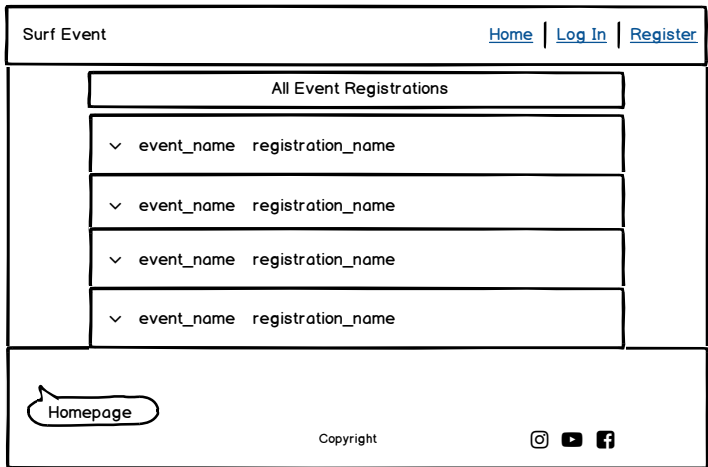 Surf Event
Home | Log In | Register
All Event Registrations
event_name registration_name
event_name registration_name
event_name registration_name
event_name registration_name
Homepage
Copyright